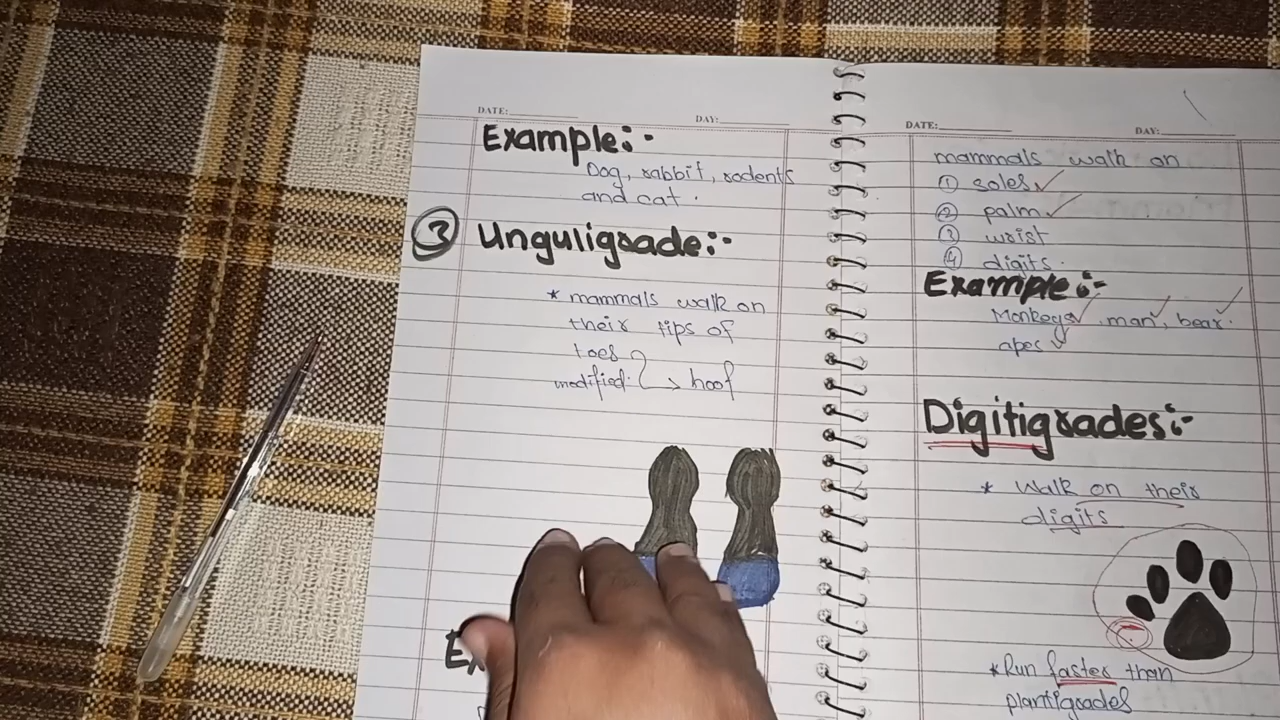 DATE: DAY:
Example:-
Dog, rabbit, rodents
and cat.
3 Unguligrade:-
* mammals walk on
their tips of
toes
modified: → hoof
DATE: DAY:
mammals walk on
1 soles ✓
2 palm ✓
3 wrist
4 digits.
Example:-
Monkeys ✓ man, ✓ bear. ✓
apes ✓
Digitigrades:-
* Walk on their
digits
* Run faster than
plantigrades